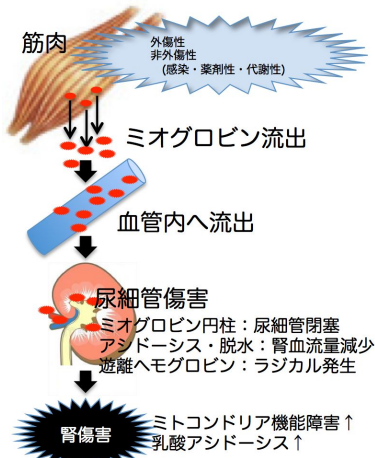 筋肉
外傷性
非外傷性
(感染・薬剤性・代謝性)
ミオグロビン流出
血管内へ流出
尿細管傷害
ミオグロビン円柱：尿細管閉塞
アシドーシス・脱水：腎血流量減少
遊離ヘモグロビン：ラジカル発生
腎傷害
ミトコンドリア機能障害↑
乳酸アシドーシス↑